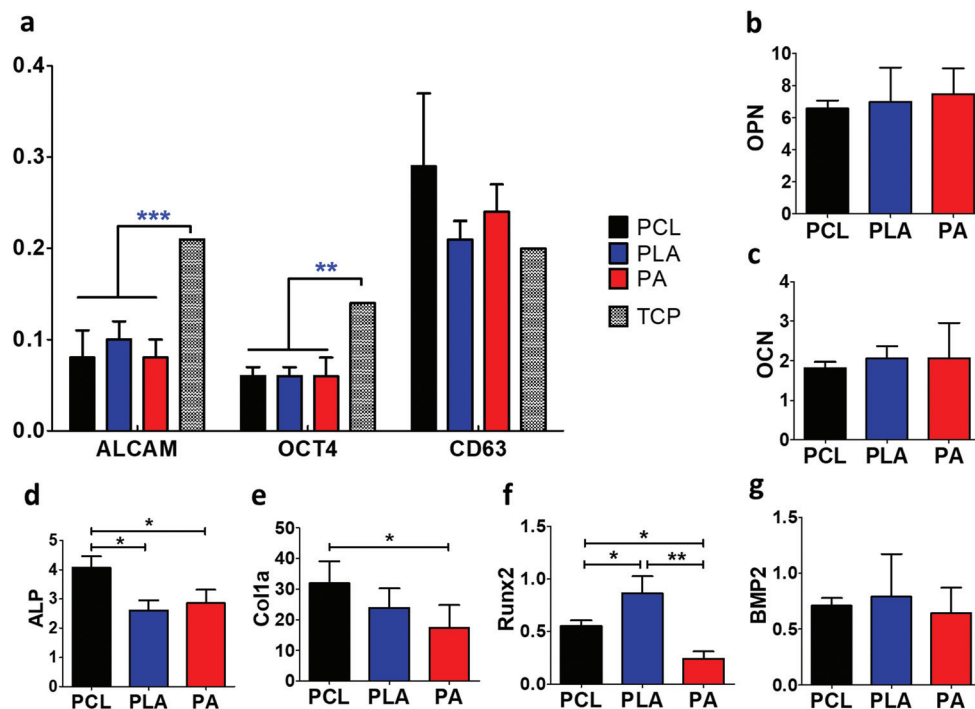 a
0.4
0.3
0.2
0.1
0.0
***
**
ALCAM OCT4 CD63
PCL
PLA
PA
TCP
b
OPN
10
8
6
4
2
0
PCL PLA PA
c
OCN
4
3
2
1
0
PCL PLA PA
d
ALP
5
4
3
2
1
0
*
*
PCL PLA PA
e
Col1a
50
40
30
20
10
0
*
PCL PLA PA
f
Runx2
1.5
1.0
0.5
0.0
*
* **
PCL PLA PA
g
BMP2
1.5
1.0
0.5
0.0
PCL PLA PA